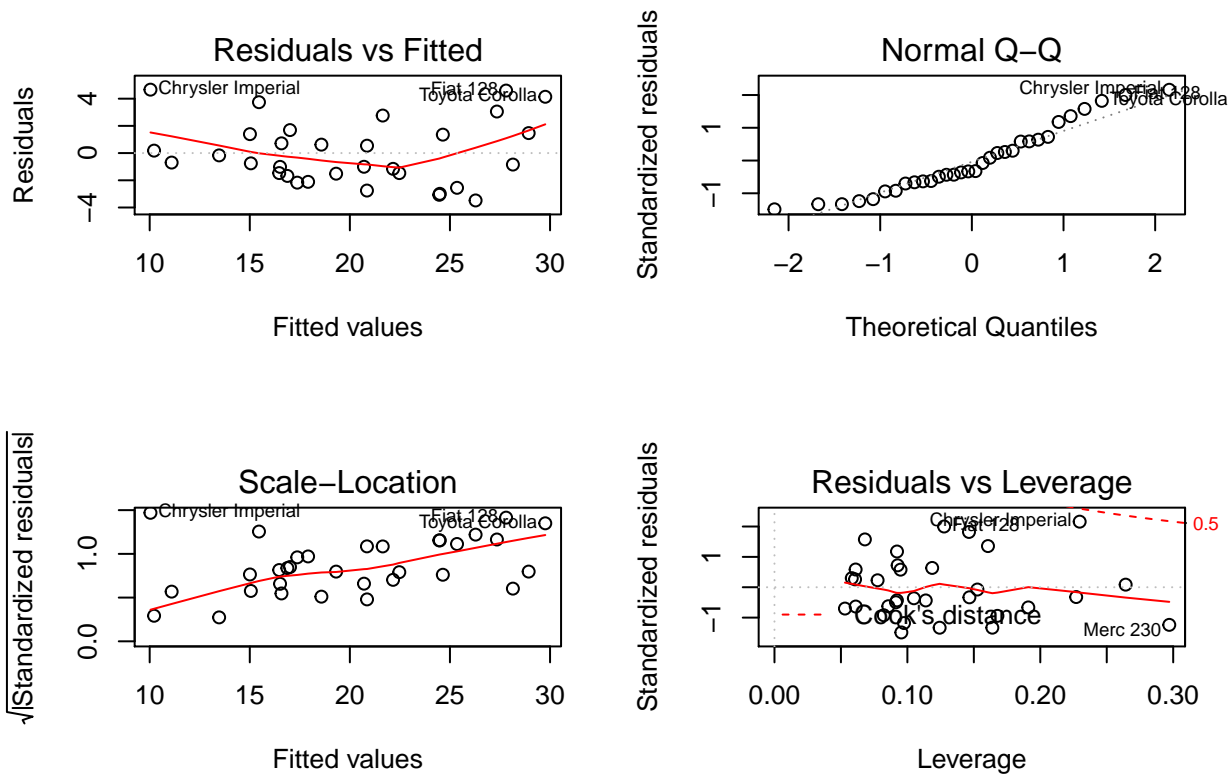 Residuals vs Fitted
Residuals
4
0
−4
Chrysler Imperial
Fiat 128
Toyota Corolla
10 15 20 25 30
Fitted values
Normal Q−Q
Standardized residuals
1
−1
Chrysler Imperial
Fiat 128
Toyota Corolla
−2 −1 0 1 2
Theoretical Quantiles
Scale−Location
√|Standardized residuals|
1.0
0.0
Chrysler Imperial
Fiat 128
Toyota Corolla
10 15 20 25 30
Fitted values
Residuals vs Leverage
Standardized residuals
1
−1
Chrysler Imperial
Fiat 128
0.5
Cook's distance
Merc 230
0.00 0.10 0.20 0.30
Leverage